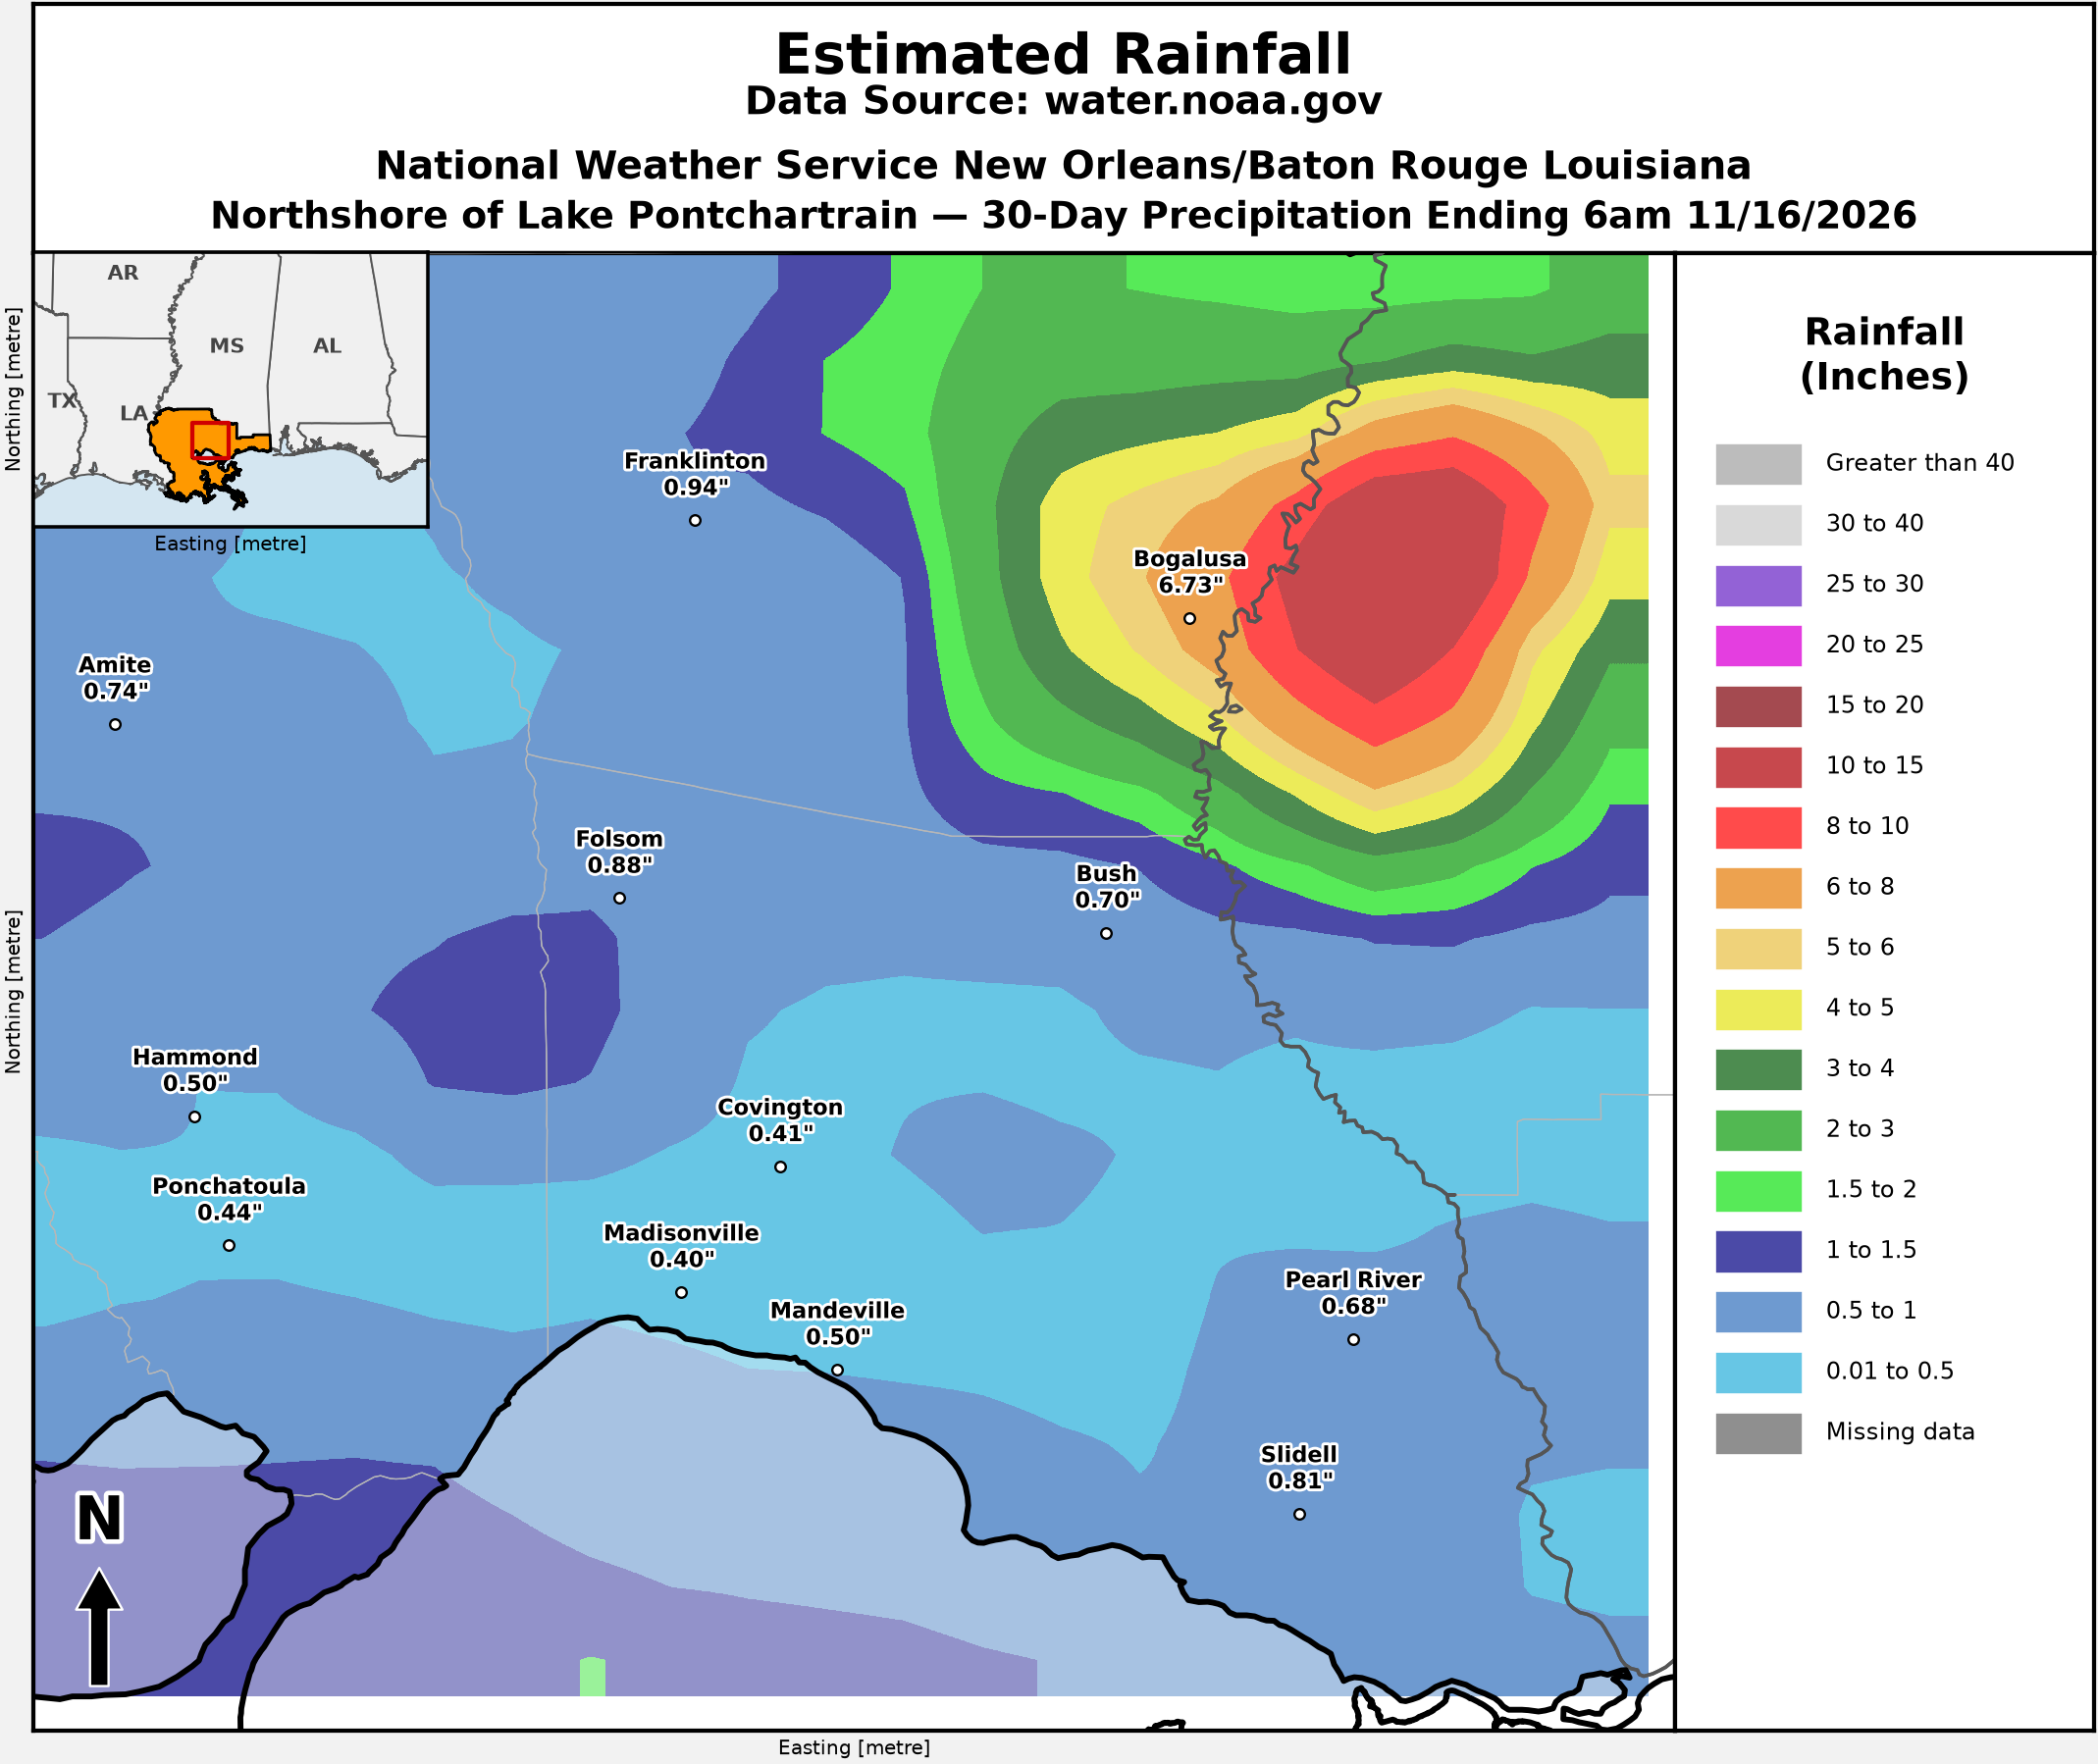 Estimated Rainfall
Data Source: water.noaa.gov
National Weather Service New Orleans/Baton Rouge Louisiana
Northshore of Lake Pontchartrain — 30-Day Precipitation Ending 6am 11/16/2026
Northing [metre]
AR
MS
AL
TX
LA
Easting [metre]
Rainfall
(Inches)
Greater than 40
30 to 40
25 to 30
20 to 25
15 to 20
10 to 15
8 to 10
6 to 8
5 to 6
4 to 5
3 to 4
2 to 3
1.5 to 2
1 to 1.5
0.5 to 1
0.01 to 0.5
Missing data
Franklinton
0.94"
Bogalusa
6.73"
Amite
0.74"
Folsom
0.88"
Bush
0.70"
Northing [metre]
Hammond
0.50"
Covington
0.41"
Ponchatoula
0.44"
Madisonville
0.40"
Pearl River
0.68"
Mandeville
0.50"
Slidell
0.81"
N
Easting [metre]